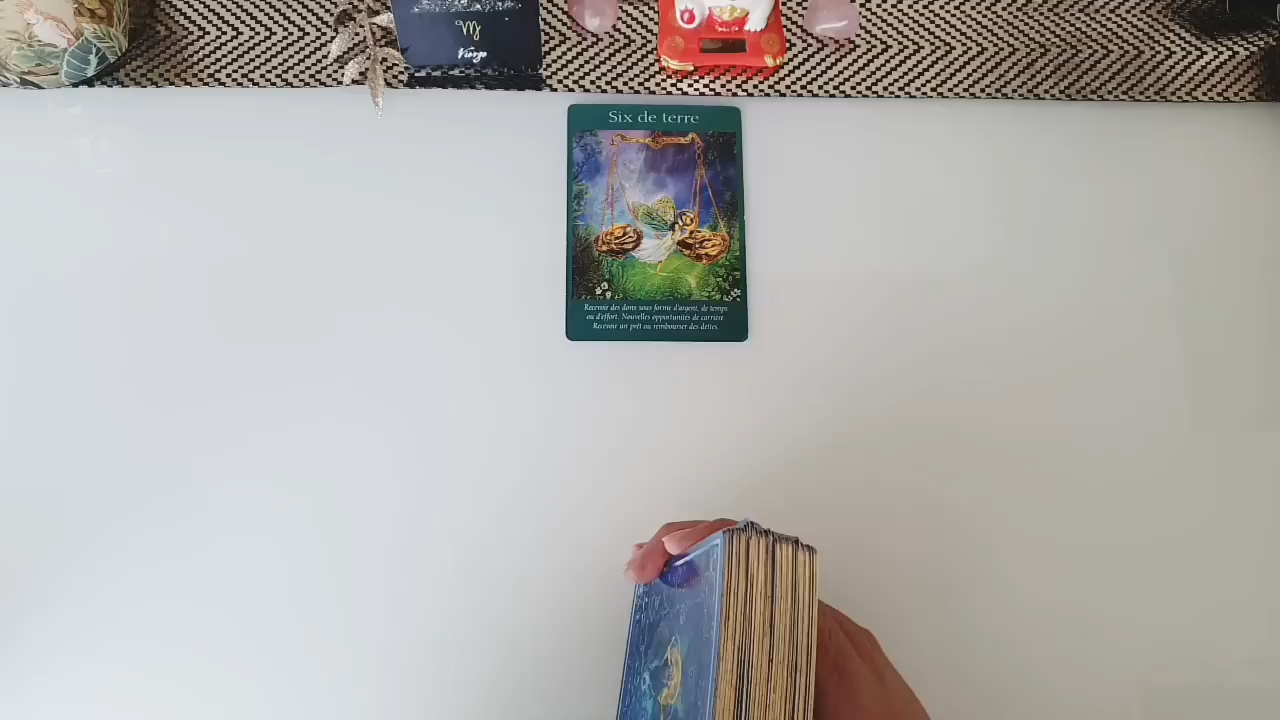 Virgo
Six de terre
Recevoir des dons sous forme d'argent, de temps
ou d'effort. Nouvelles opportunités de carrière
Recevoir un prêt ou rembourser des dettes.